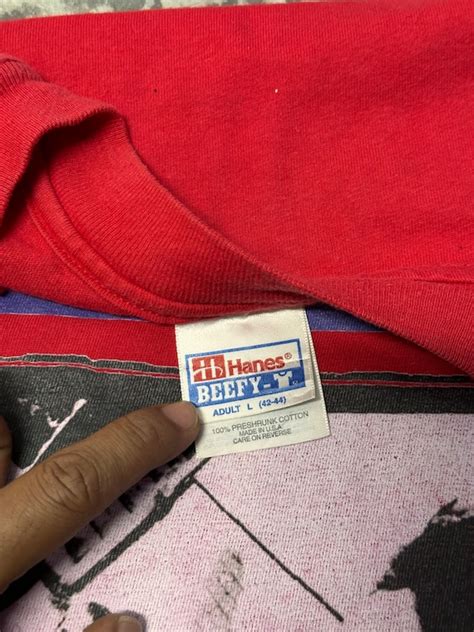 Hanes®
BEEFY-T
ADULT L (42-44)
100% PRESHRUNK COTTON
MADE IN U.S.A
CARE ON REVERSE